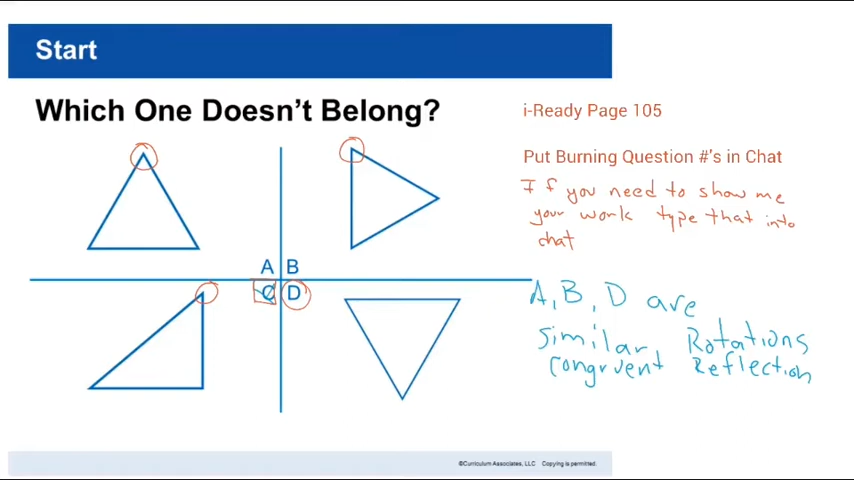 Start
Which One Doesn't Belong?
i-Ready Page 105
Put Burning Question #'s in Chat
If you need to show me
your work type that into
chat
A B
C D
A, B, D are
similar Rotations
congruent Reflection
©Curriculum Associates, LLC Copying is permitted.